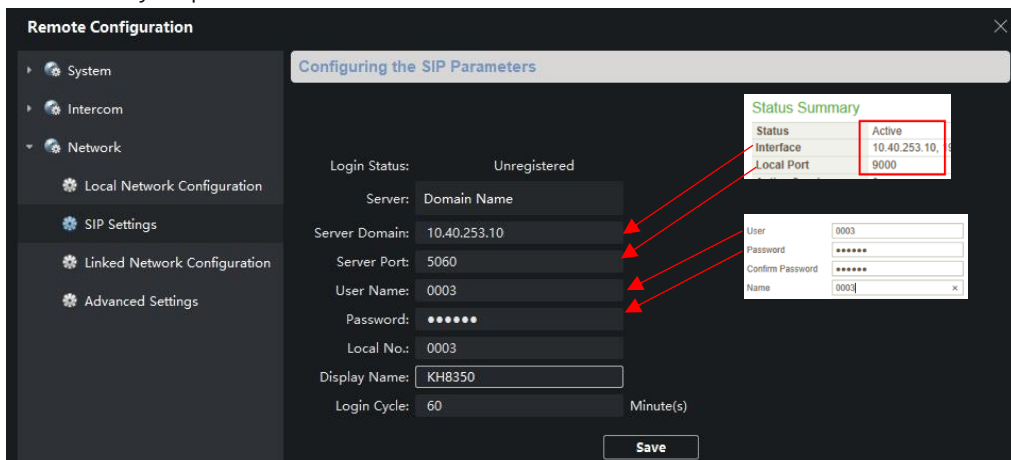 Remote Configuration
System
Configuring the SIP Parameters
Intercom
Network
Local Network Configuration
SIP Settings
Linked Network Configuration
Advanced Settings
Login Status: Unregistered
Server: Domain Name
Server Domain: 10.40.253.10
Server Port: 5060
User Name: 0003
Password: ●●●●●●
Local No.: 0003
Display Name: KH8350
Login Cycle: 60 Minute(s)
Save
Status Summary
Status Active
Interface 10.40.253.10, 19
Local Port 9000
User 0003
Password ●●●●●●
Confirm Password ●●●●●●
Name 0003 ×